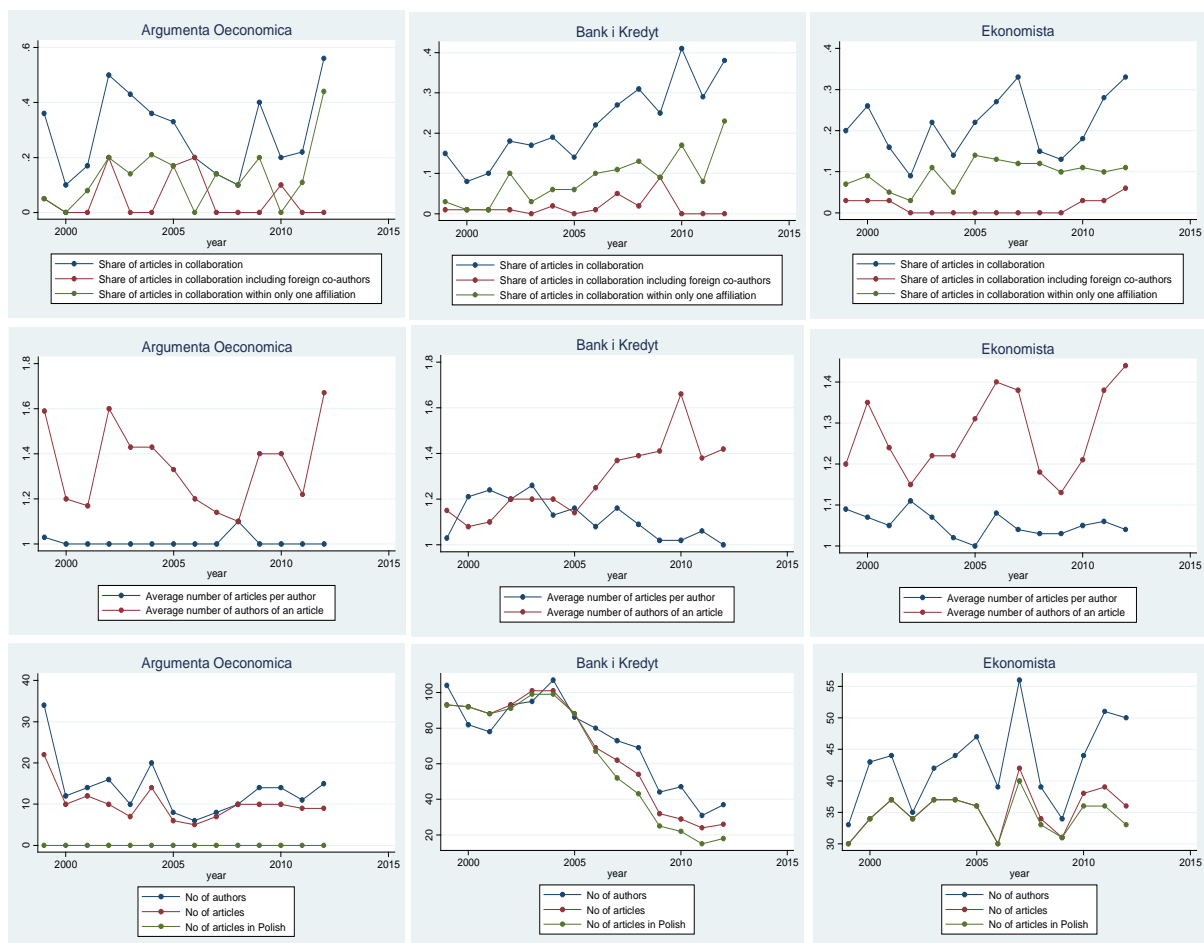 Argumenta Oeconomica
0 .2 .4 .6
2000 2005 2010 2015
year
Share of articles in collaboration
Share of articles in collaboration including foreign co-authors
Share of articles in collaboration within only one affiliation
Bank i Kredyt
0 .1 .2 .3 .4
2000 2005 2010 2015
year
Share of articles in collaboration
Share of articles in collaboration including foreign co-authors
Share of articles in collaboration within only one affiliation
Ekonomista
0 .1 .2 .3 .4
2000 2005 2010 2015
year
Share of articles in collaboration
Share of articles in collaboration including foreign co-authors
Share of articles in collaboration within only one affiliation
Argumenta Oeconomica
1 1.2 1.4 1.6 1.8
2000 2005 2010 2015
year
Average number of articles per author
Average number of authors of an article
Bank i Kredyt
1 1.2 1.4 1.6 1.8
2000 2005 2010 2015
year
Average number of articles per author
Average number of authors of an article
Ekonomista
1 1.1 1.2 1.3 1.4
2000 2005 2010 2015
year
Average number of articles per author
Average number of authors of an article
Argumenta Oeconomica
0 10 20 30 40
2000 2005 2010 2015
year
No of authors
No of articles
No of articles in Polish
Bank i Kredyt
20 40 60 80 100
2000 2005 2010 2015
year
No of authors
No of articles
No of articles in Polish
Ekonomista
30 35 40 45 50 55
2000 2005 2010 2015
year
No of authors
No of articles
No of articles in Polish